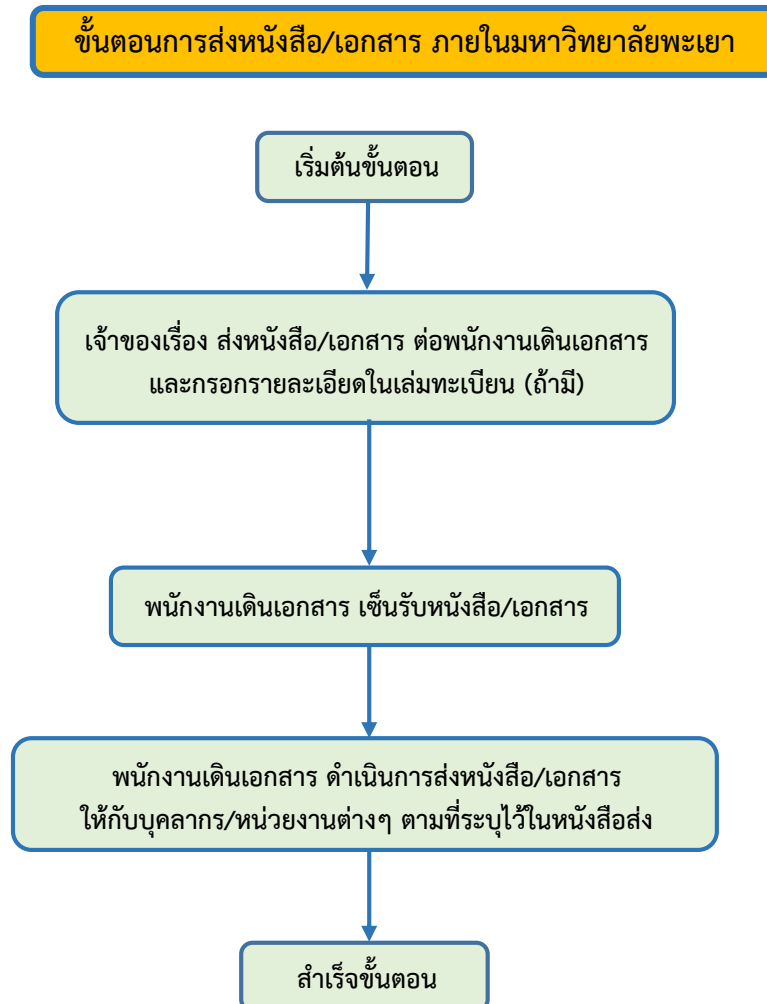 ขั้นตอนการส่งหนังสือ/เอกสาร ภายในมหาวิทยาลัยพะเยา
เริ่มต้นขั้นตอน
เจ้าของเรื่อง ส่งหนังสือ/เอกสาร ต่อพนักงานเดินเอกสาร
และกรอกรายละเอียดในเล่มทะเบียน (ถ้ามี)
พนักงานเดินเอกสาร เซ็นรับหนังสือ/เอกสาร
พนักงานเดินเอกสาร ดำเนินการส่งหนังสือ/เอกสาร
ให้กับบุคลากร/หน่วยงานต่างๆ ตามที่ระบุไว้ในหนังสือส่ง
สำเร็จขั้นตอน